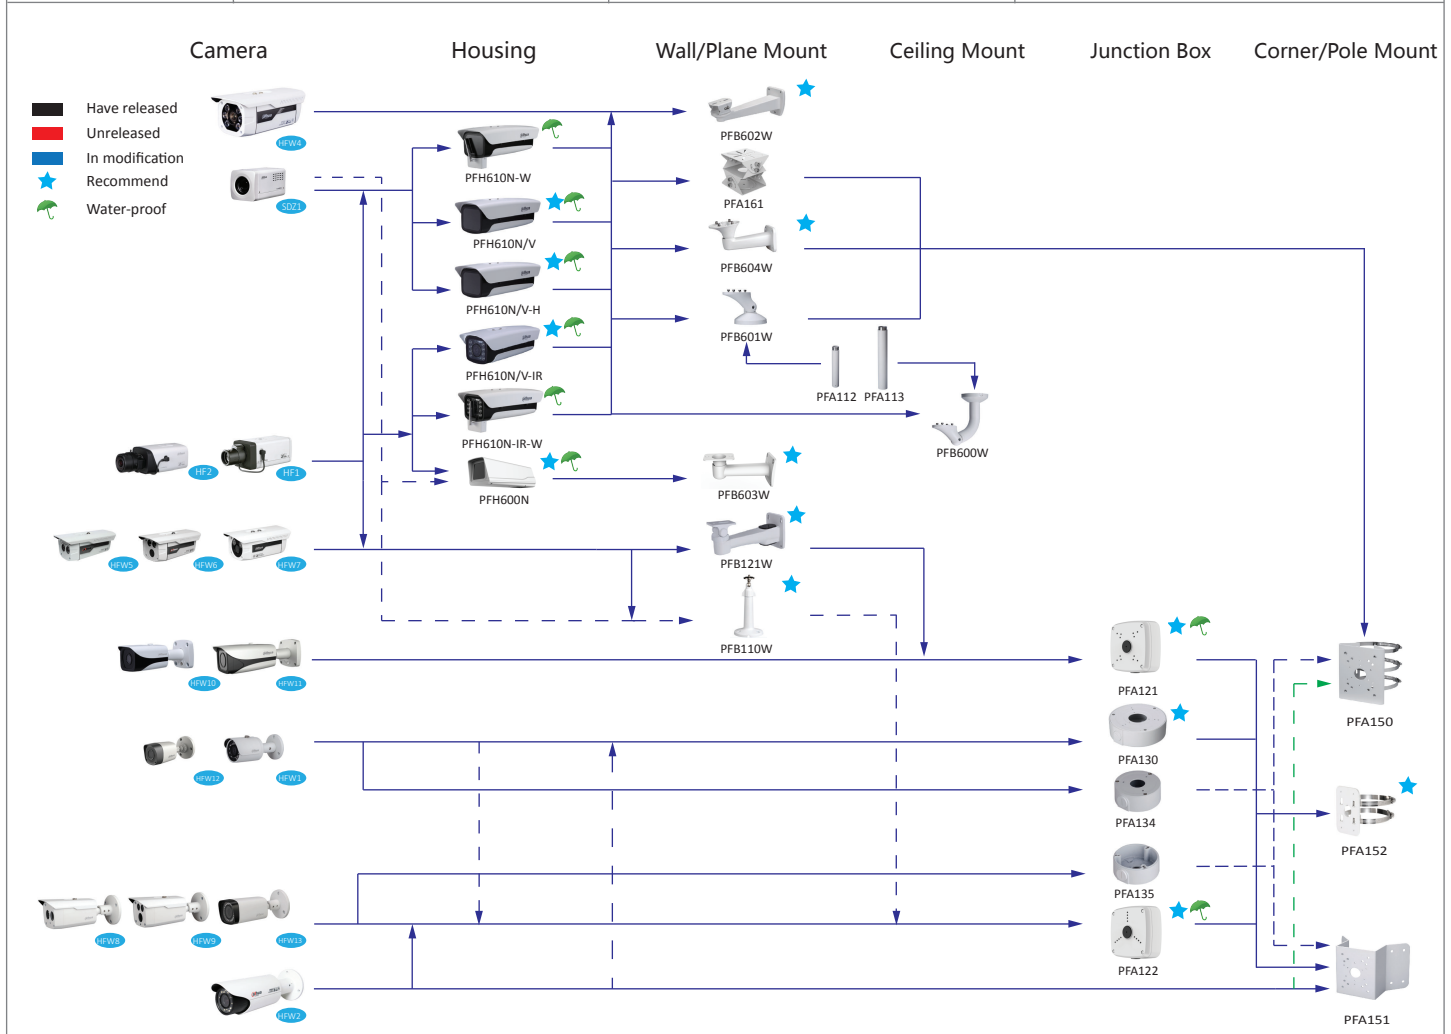 Camera
Housing
Wall/Plane Mount
Ceiling Mount
Junction Box
Corner/Pole Mount
Have released
Unreleased
In modification
Recommend
Water-proof
HFW4
SDZ1
HF2
HF1
HFW5
HFW6
HFW7
HFW10
HFW11
HFW12
HFW1
HFW8
HFW9
HFW13
HFW2
PFH610N-W
PFH610N/V
PFH610N/V-H
PFH610N/V-IR
PFH610N-IR-W
PFH600N
PFB602W
PFA161
PFB604W
PFB601W
PFA112
PFA113
PFB600W
PFB603W
PFB121W
PFB110W
PFA121
PFA130
PFA134
PFA135
PFA122
PFA150
PFA152
PFA151